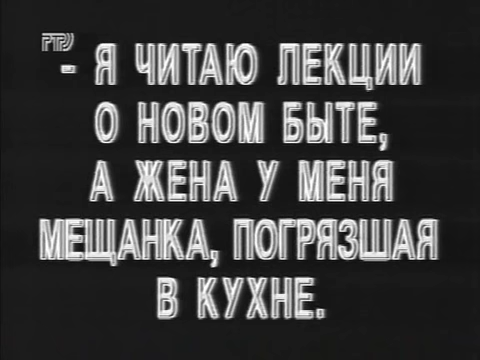 РТР
- Я ЧИТАЮ ЛЕКЦИИ
О НОВОМ БЫТЕ,
А ЖЕНА У МЕНЯ
МЕЩАНКА, ПОГРЯЗШАЯ
В КУХНЕ.